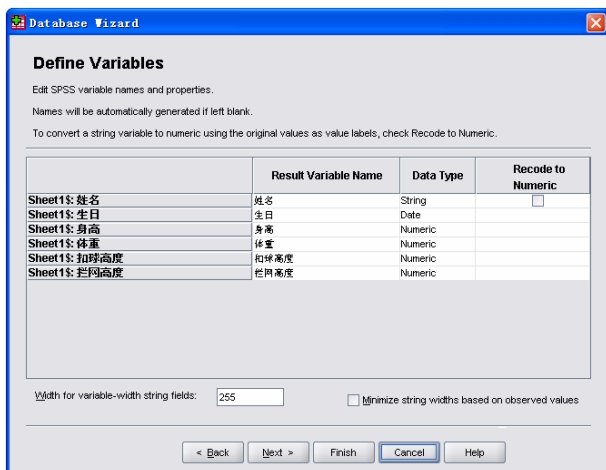 Database Wizard
Define Variables
Edit SPSS variable names and properties.
Names will be automatically generated if left blank.
To convert a string variable to numeric using the original values as value labels, check Recode to Numeric.
Result Variable Name Data Type Recode to Numeric
Sheet1$: 姓名 姓名 String
Sheet1$: 生日 生日 Date
Sheet1$: 身高 身高 Numeric
Sheet1$: 体重 体重 Numeric
Sheet1$: 扣球高度 扣球高度 Numeric
Sheet1$: 拦网高度 拦网高度 Numeric
Width for variable-width string fields: 255
Minimize string widths based on observed values
< Back Next > Finish Cancel Help